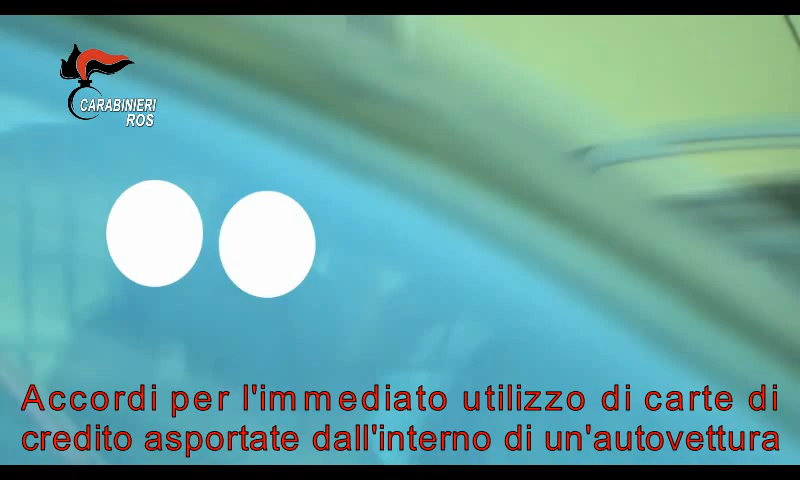 CARABINIERI
ROS
Accordi per l'immediato utilizzo di carte di
credito asportate dall'interno di un'autovettura